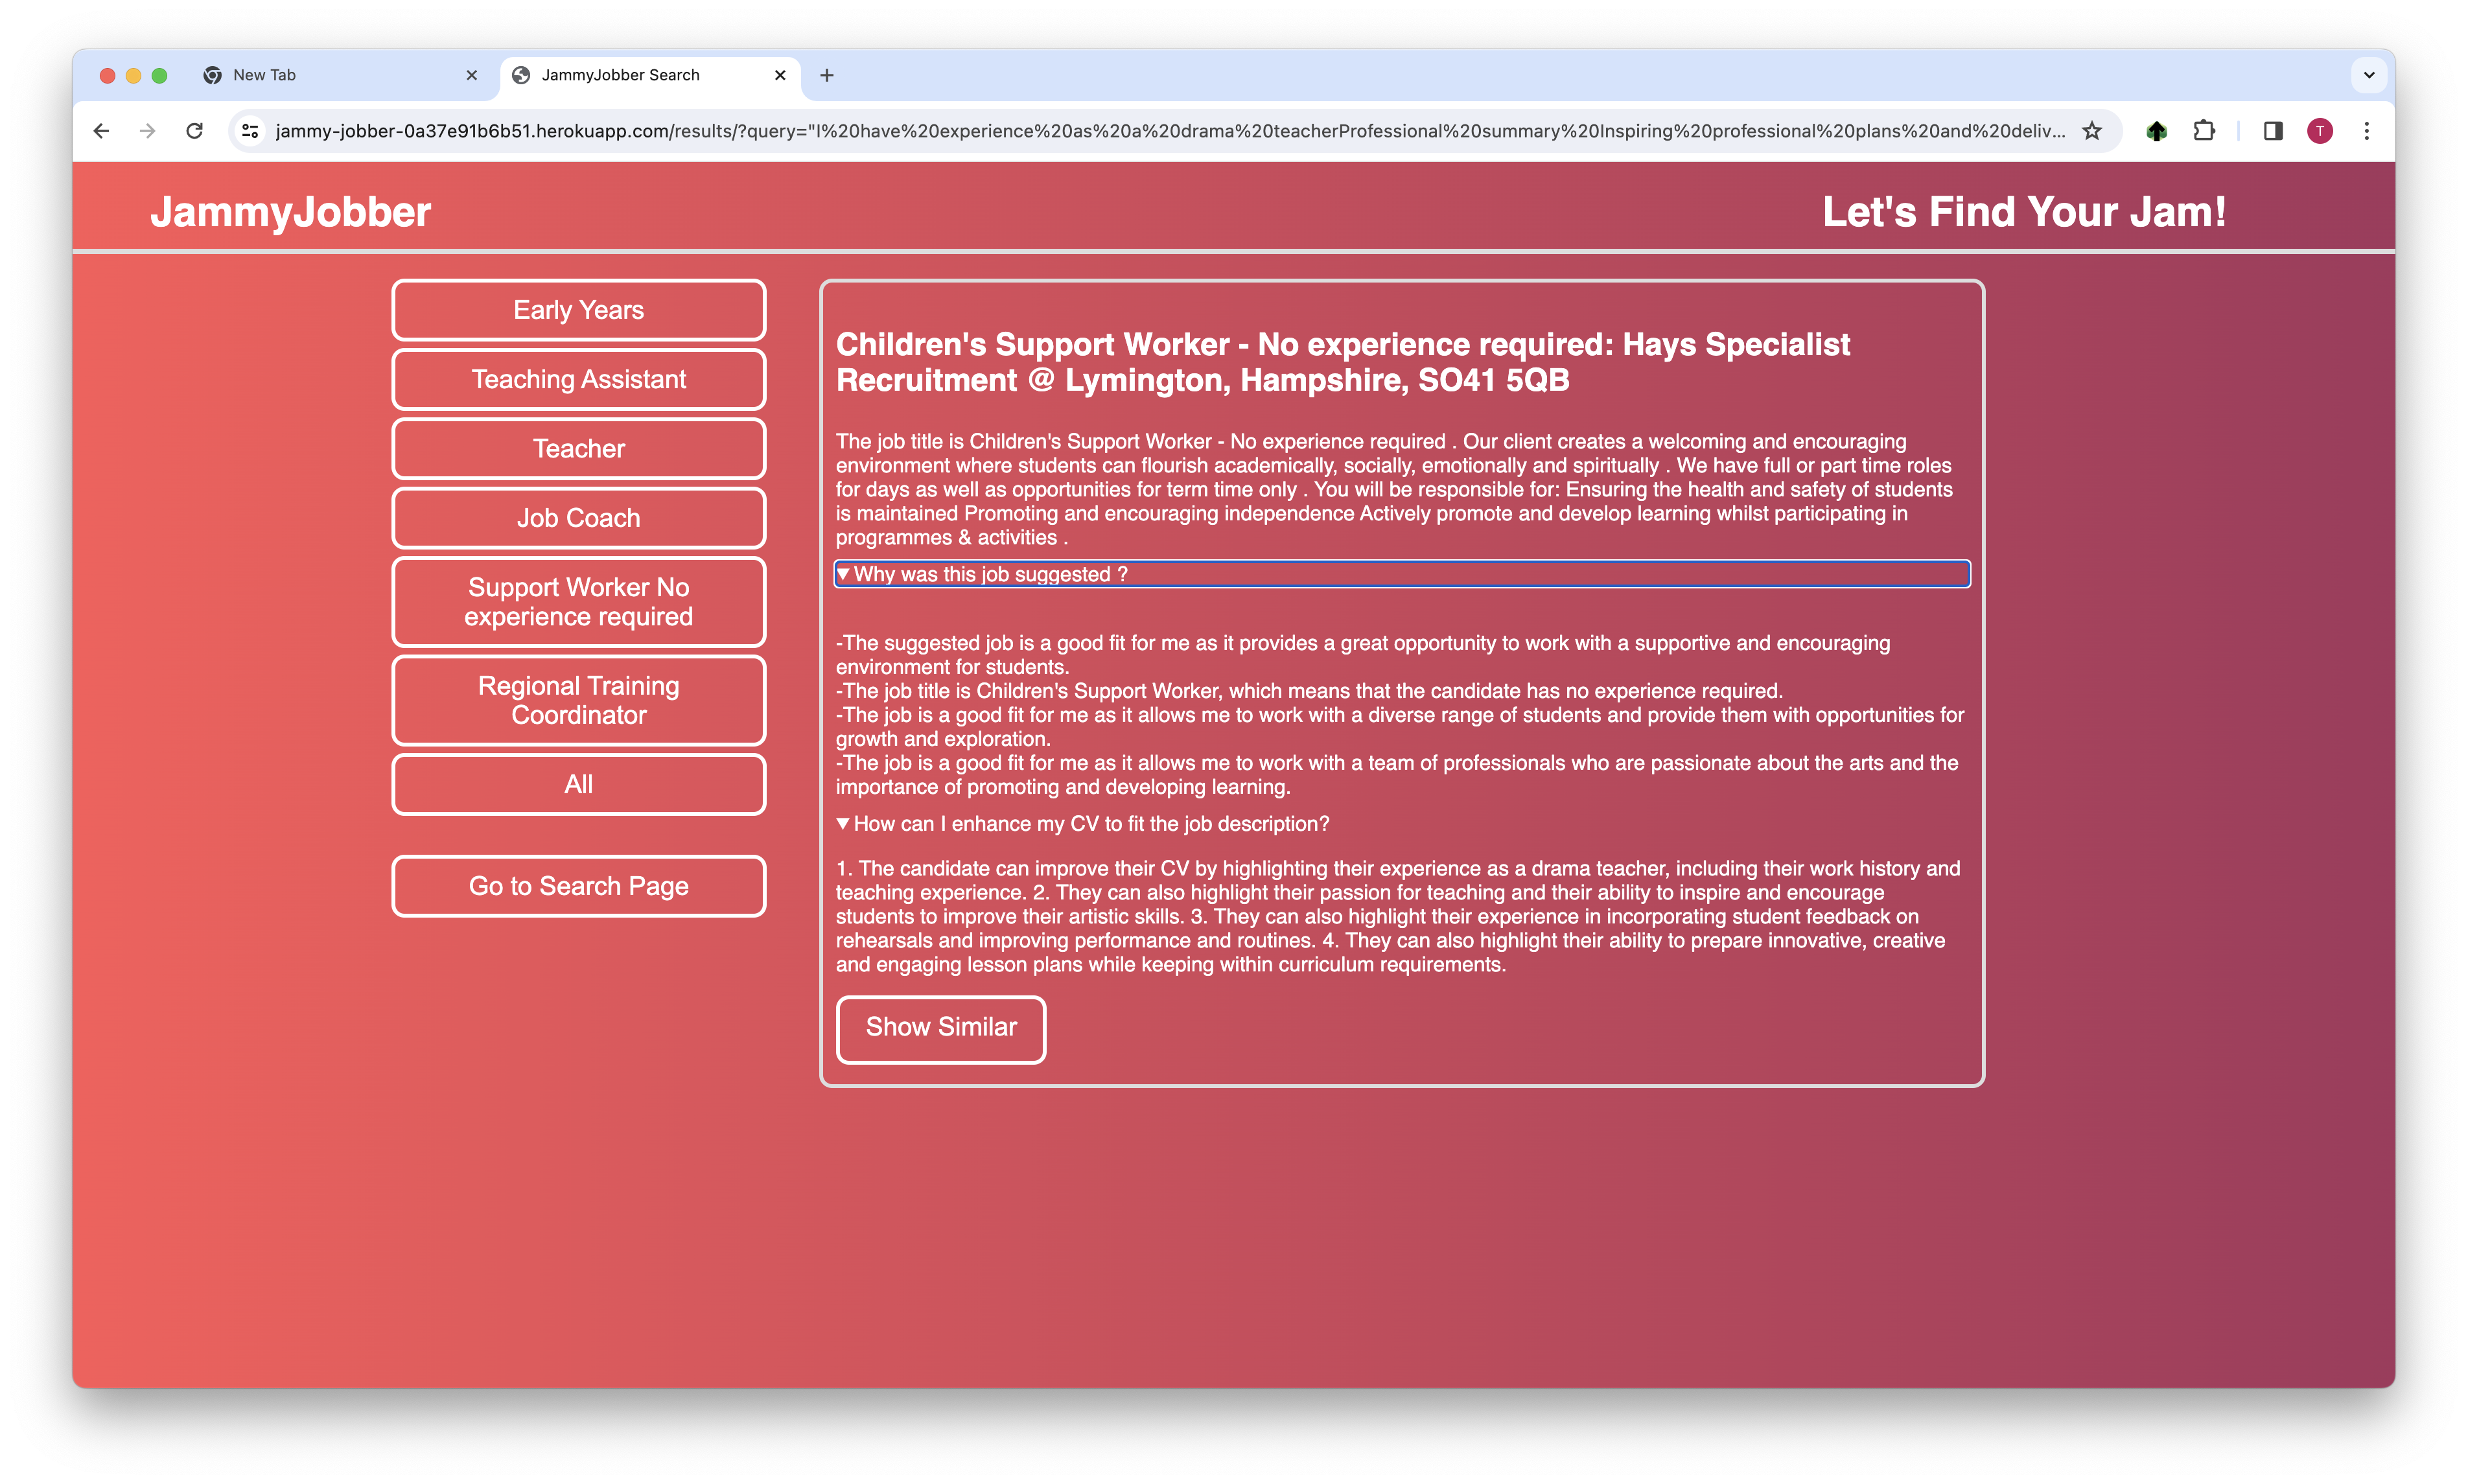 New Tab
JammyJobber Search
jammy-jobber-0a37e91b6b51.herokuapp.com/results/?query="I%20have%20experience%20as%20a%20drama%20teacherProfessional%20summary%20Inspiring%20professional%20plans%20and%20deliv...
T
JammyJobber
Let's Find Your Jam!
Early Years
Teaching Assistant
Teacher
Job Coach
Support Worker No
experience required
Regional Training
Coordinator
All
Go to Search Page
Children's Support Worker - No experience required: Hays Specialist
Recruitment @ Lymington, Hampshire, SO41 5QB
The job title is Children's Support Worker - No experience required . Our client creates a welcoming and encouraging
environment where students can flourish academically, socially, emotionally and spiritually . We have full or part time roles
for days as well as opportunities for term time only . You will be responsible for: Ensuring the health and safety of students
is maintained Promoting and encouraging independence Actively promote and develop learning whilst participating in
programmes & activities .
▼ Why was this job suggested ?
-The suggested job is a good fit for me as it provides a great opportunity to work with a supportive and encouraging
environment for students.
-The job title is Children's Support Worker, which means that the candidate has no experience required.
-The job is a good fit for me as it allows me to work with a diverse range of students and provide them with opportunities for
growth and exploration.
-The job is a good fit for me as it allows me to work with a team of professionals who are passionate about the arts and the
importance of promoting and developing learning.
▼ How can I enhance my CV to fit the job description?
1. The candidate can improve their CV by highlighting their experience as a drama teacher, including their work history and
teaching experience. 2. They can also highlight their passion for teaching and their ability to inspire and encourage
students to improve their artistic skills. 3. They can also highlight their experience in incorporating student feedback on
rehearsals and improving performance and routines. 4. They can also highlight their ability to prepare innovative, creative
and engaging lesson plans while keeping within curriculum requirements.
Show Similar